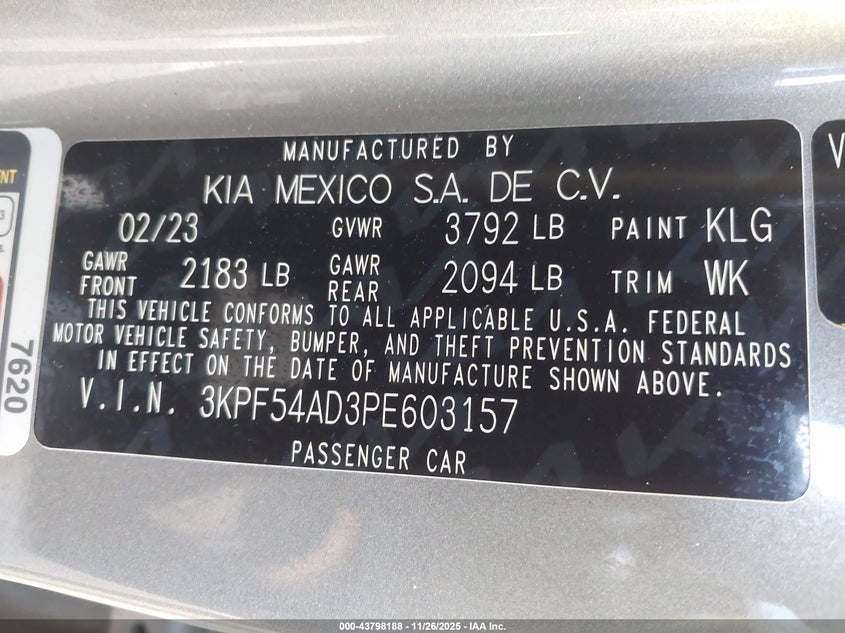 MANUFACTURED BY
KIA MEXICO S.A. DE C.V.
02/23 GVWR 3792 LB PAINT KLG
GAWR FRONT 2183 LB GAWR REAR 2094 LB TRIM WK
THIS VEHICLE CONFORMS TO ALL APPLICABLE U.S.A. FEDERAL
MOTOR VEHICLE SAFETY, BUMPER, AND THEFT PREVENTION STANDARDS
IN EFFECT ON THE DATE OF MANUFACTURE SHOWN ABOVE.
V.I.N. 3KPF54AD3PE603157
PASSENGER CAR
7620
000-43798188 - 11/26/2025 - IAA Inc.